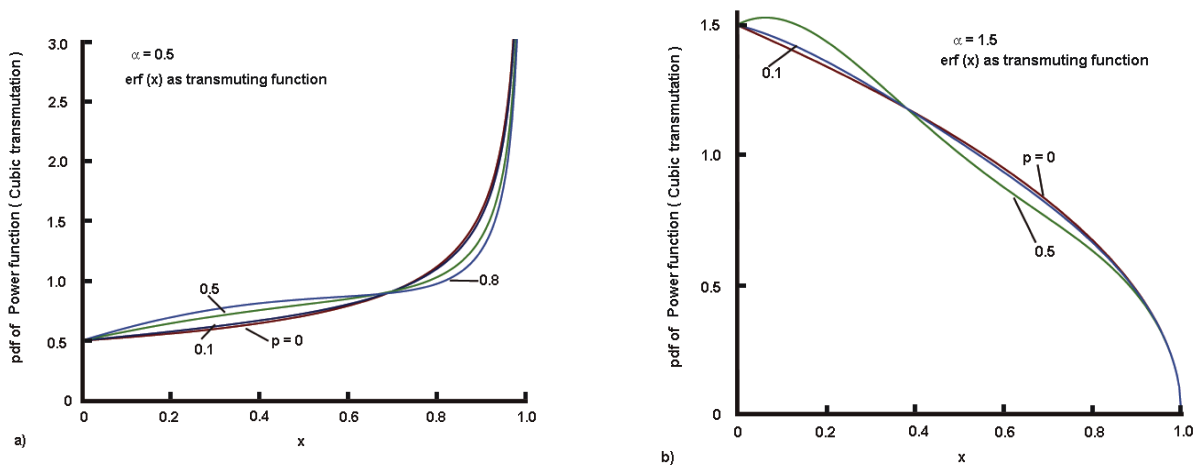 pdf of Power function ( Cubic transmutation )
3.0
2.5
2.0
1.5
1.0
0.5
0
α = 0.5
erf (x) as transmuting function
0.5
0.1
p = 0
0.8
0
0.2
0.4
0.6
0.8
1.0
x
a)
pdf of Power function ( Cubic transmutation )
1.5
1.0
0.5
0
α = 1.5
erf (x) as transmuting function
0.1
p = 0
0.5
0
0.2
0.4
0.6
0.8
1.0
x
b)